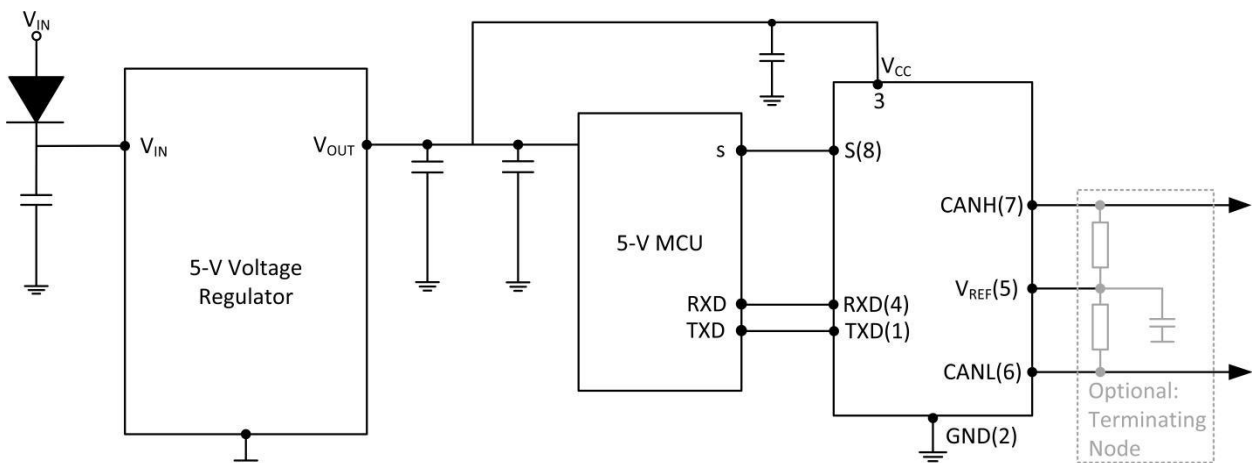 V_IN
V_IN
5-V Voltage
Regulator
V_OUT
s
5-V MCU
RXD
TXD
V_CC
3
S(8)
RXD(4)
TXD(1)
CANH(7)
V_REF(5)
CANL(6)
GND(2)
Optional:
Terminating
Node